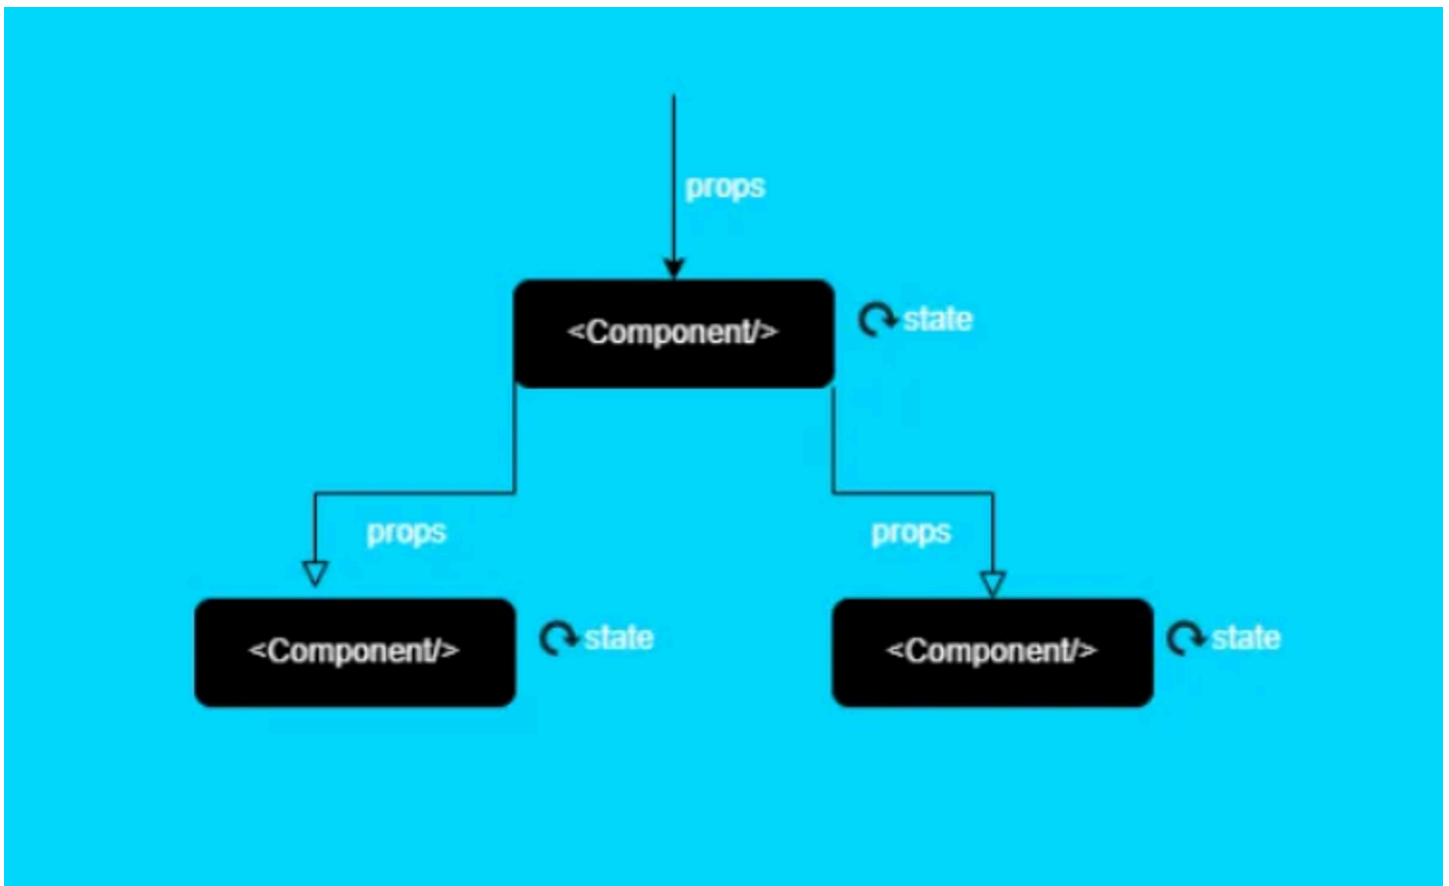 props
<Component/>
state
props
props
<Component/>
state
<Component/>
state